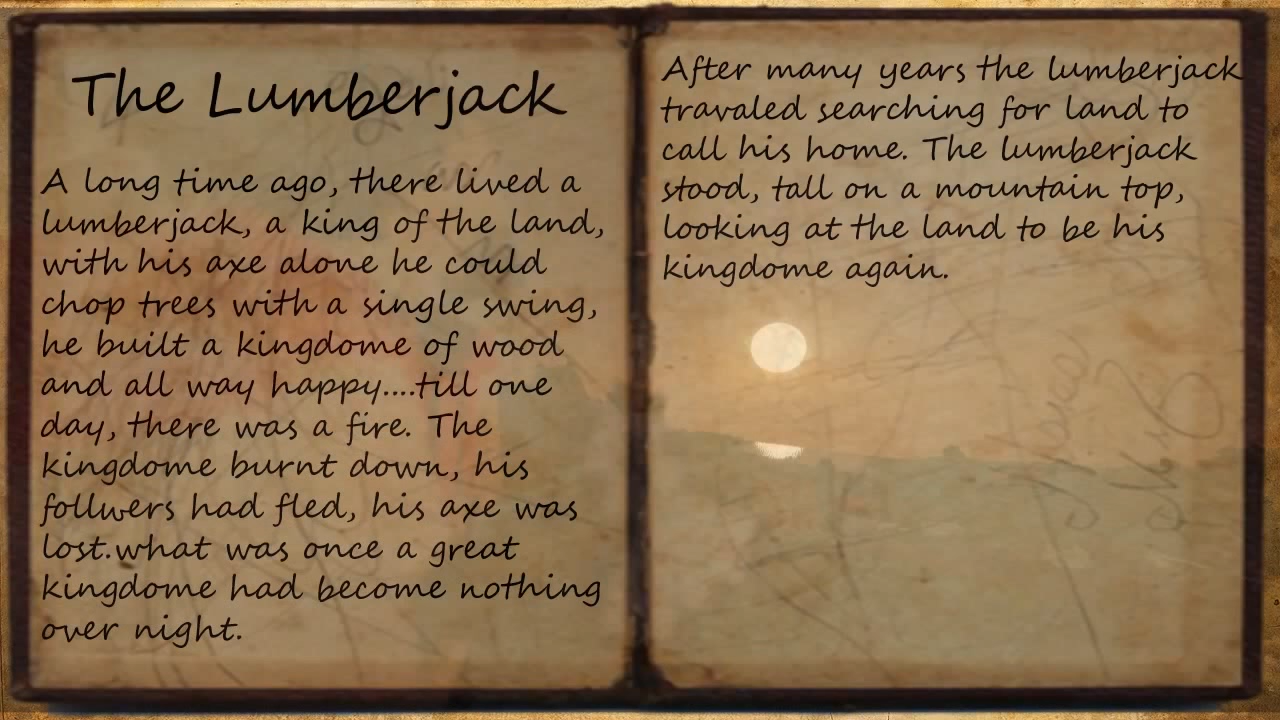 The Lumberjack
A long time ago, there lived a
lumberjack, a king of the land,
with his axe alone he could
chop trees with a single swing,
he built a kingdome of wood
and all way happy....till one
day, there was a fire. The
kingdome burnt down, his
follwers had fled, his axe was
lost.what was once a great
kingdome had become nothing
over night.
After many years the lumberjack
travaled searching for land to
call his home. The lumberjack
stood, tall on a mountain top,
looking at the land to be his
kingdome again.